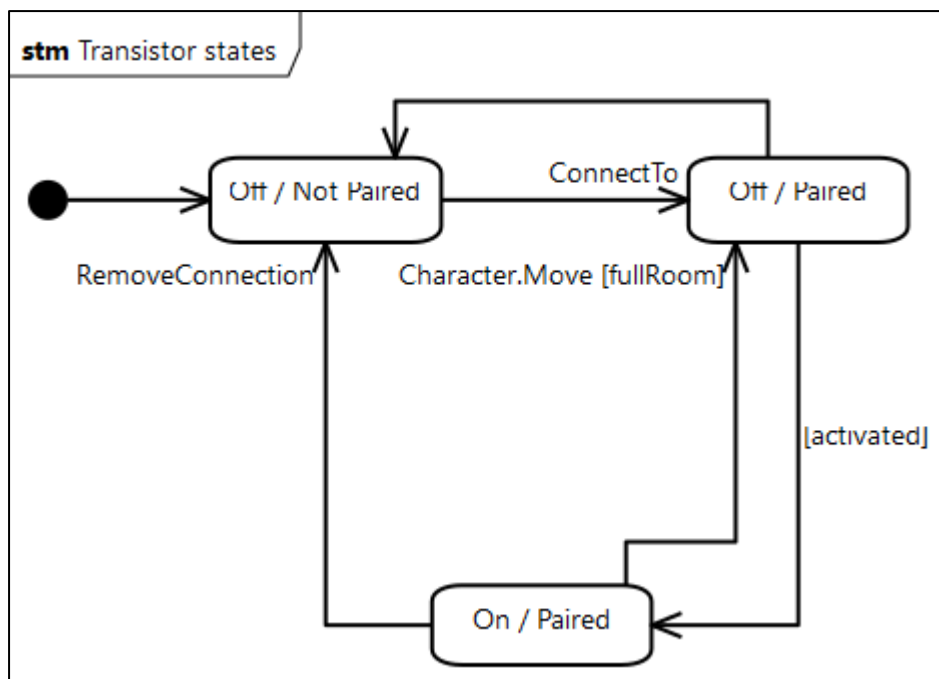 stm Transistor states
ConnectTo
Off / Not Paired
Off / Paired
RemoveConnection
Character.Move [fullRoom]
[activated]
On / Paired